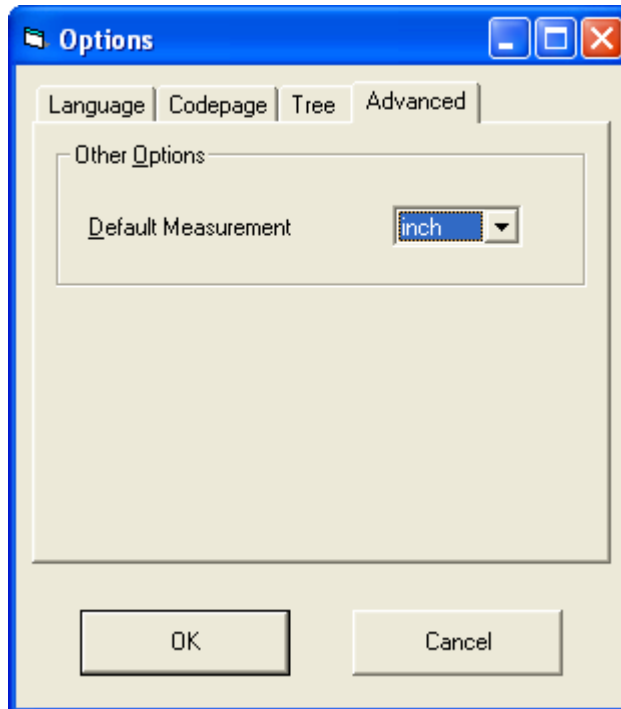 Options
Language Codepage Tree Advanced
Other Options
Default Measurement inch
OK Cancel